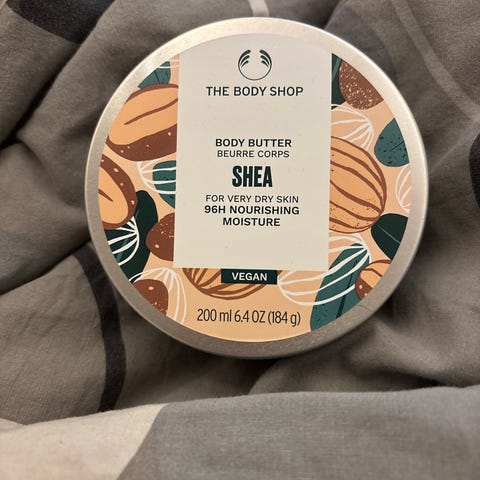 THE BODY SHOP
BODY BUTTER
BEURRE CORPS
SHEA
FOR VERY DRY SKIN
96H NOURISHING
MOISTURE
VEGAN
200 ml 6.4 OZ (184 g)